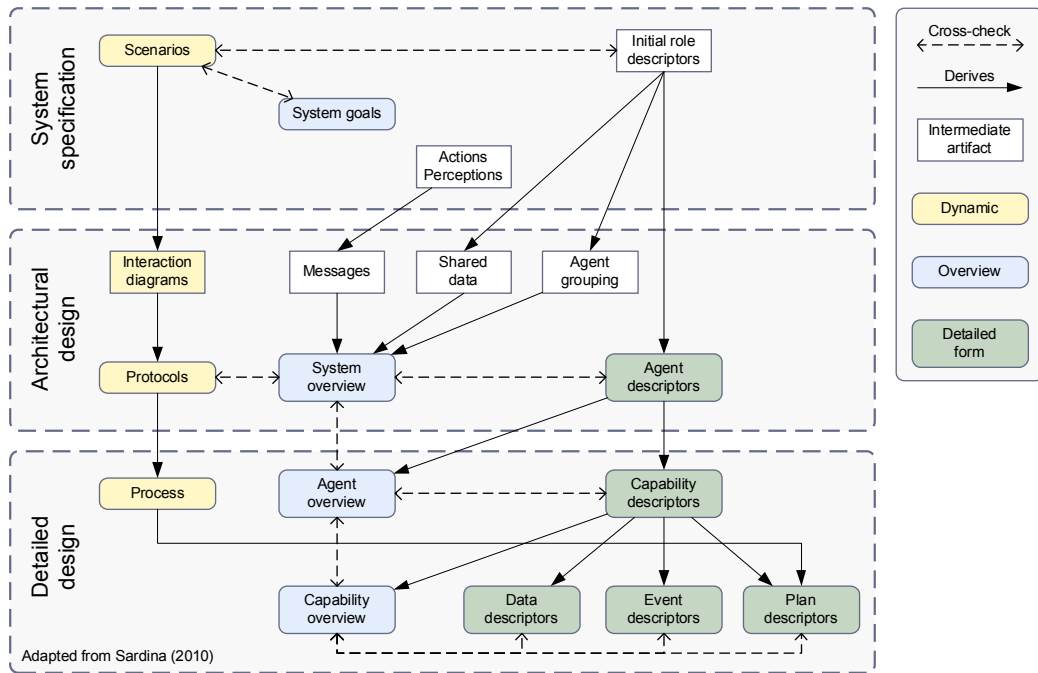 System
specification
Scenarios
Initial role
descriptors
System goals
Actions
Perceptions
Architectural
design
Interaction
diagrams
Messages
Shared
data
Agent
grouping
Protocols
System
overview
Agent
descriptors
Detailed
design
Process
Agent
overview
Capability
descriptors
Capability
overview
Data
descriptors
Event
descriptors
Plan
descriptors
Adapted from Sardina (2010)
Cross-check
Derives
Intermediate
artifact
Dynamic
Overview
Detailed
form